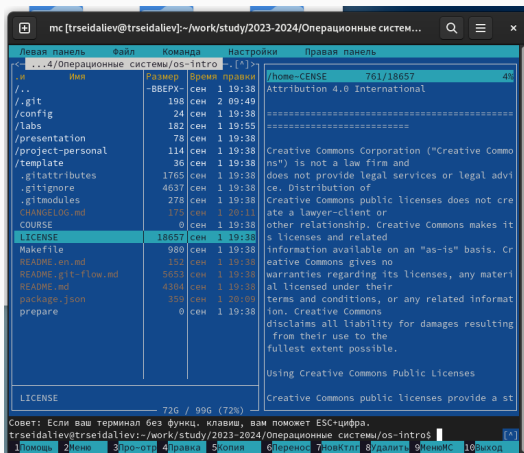 mc [trseidaliev@trseidaliev]:~/work/study/2023-2024/Операционные систем...
Левая панель Файл Команда Настройки Правая панель
<— ...4/Операционные системы/os-intro —.[^]>
.и Имя Размер Время правки
/.. -ВВЕРХ- сен 1 19:38
/.git 198 сен 2 09:49
/config 24 сен 1 19:38
/labs 182 сен 1 19:55
/presentation 78 сен 1 19:38
/project-personal 114 сен 1 19:38
/template 36 сен 1 19:38
.gitattributes 1765 сен 1 19:38
.gitignore 4637 сен 1 19:38
.gitmodules 278 сен 1 19:38
CHANGELOG.md 175 сен 1 20:11
COURSE 0 сен 1 19:38
LICENSE 18657 сен 1 19:38
Makefile 980 сен 1 19:38
README.en.md 152 сен 1 19:38
README.git-flow.md 5653 сен 1 19:38
README.md 4304 сен 1 19:38
package.json 359 сен 1 20:09
prepare 0 сен 1 19:38
LICENSE
72G / 99G (72%)
/home~CENSE 761/18657 4%
Attribution 4.0 International
=============================================
==========================
Creative Commons Corporation ("Creative Commo
ns") is not a law firm and
does not provide legal services or legal advi
ce. Distribution of
Creative Commons public licenses does not cre
ate a lawyer-client or
other relationship. Creative Commons makes it
s licenses and related
information available on an "as-is" basis. Cr
eative Commons gives no
warranties regarding its licenses, any materi
al licensed under their
terms and conditions, or any related informat
ion. Creative Commons
disclaims all liability for damages resulting
from their use to the
fullest extent possible.
Using Creative Commons Public Licenses
Creative Commons public licenses provide a st
Совет: Если ваш терминал без функц. клавиш, вам поможет ESC+цифра.
trseidaliev@trseidaliev:~/work/study/2023-2024/Операционные системы/os-intro$ [^]
1Помощь 2Меню 3Про~отр 4Правка 5Копия 6Перенос 7НовКтлг 8Удалить 9МенюMC 10Выход